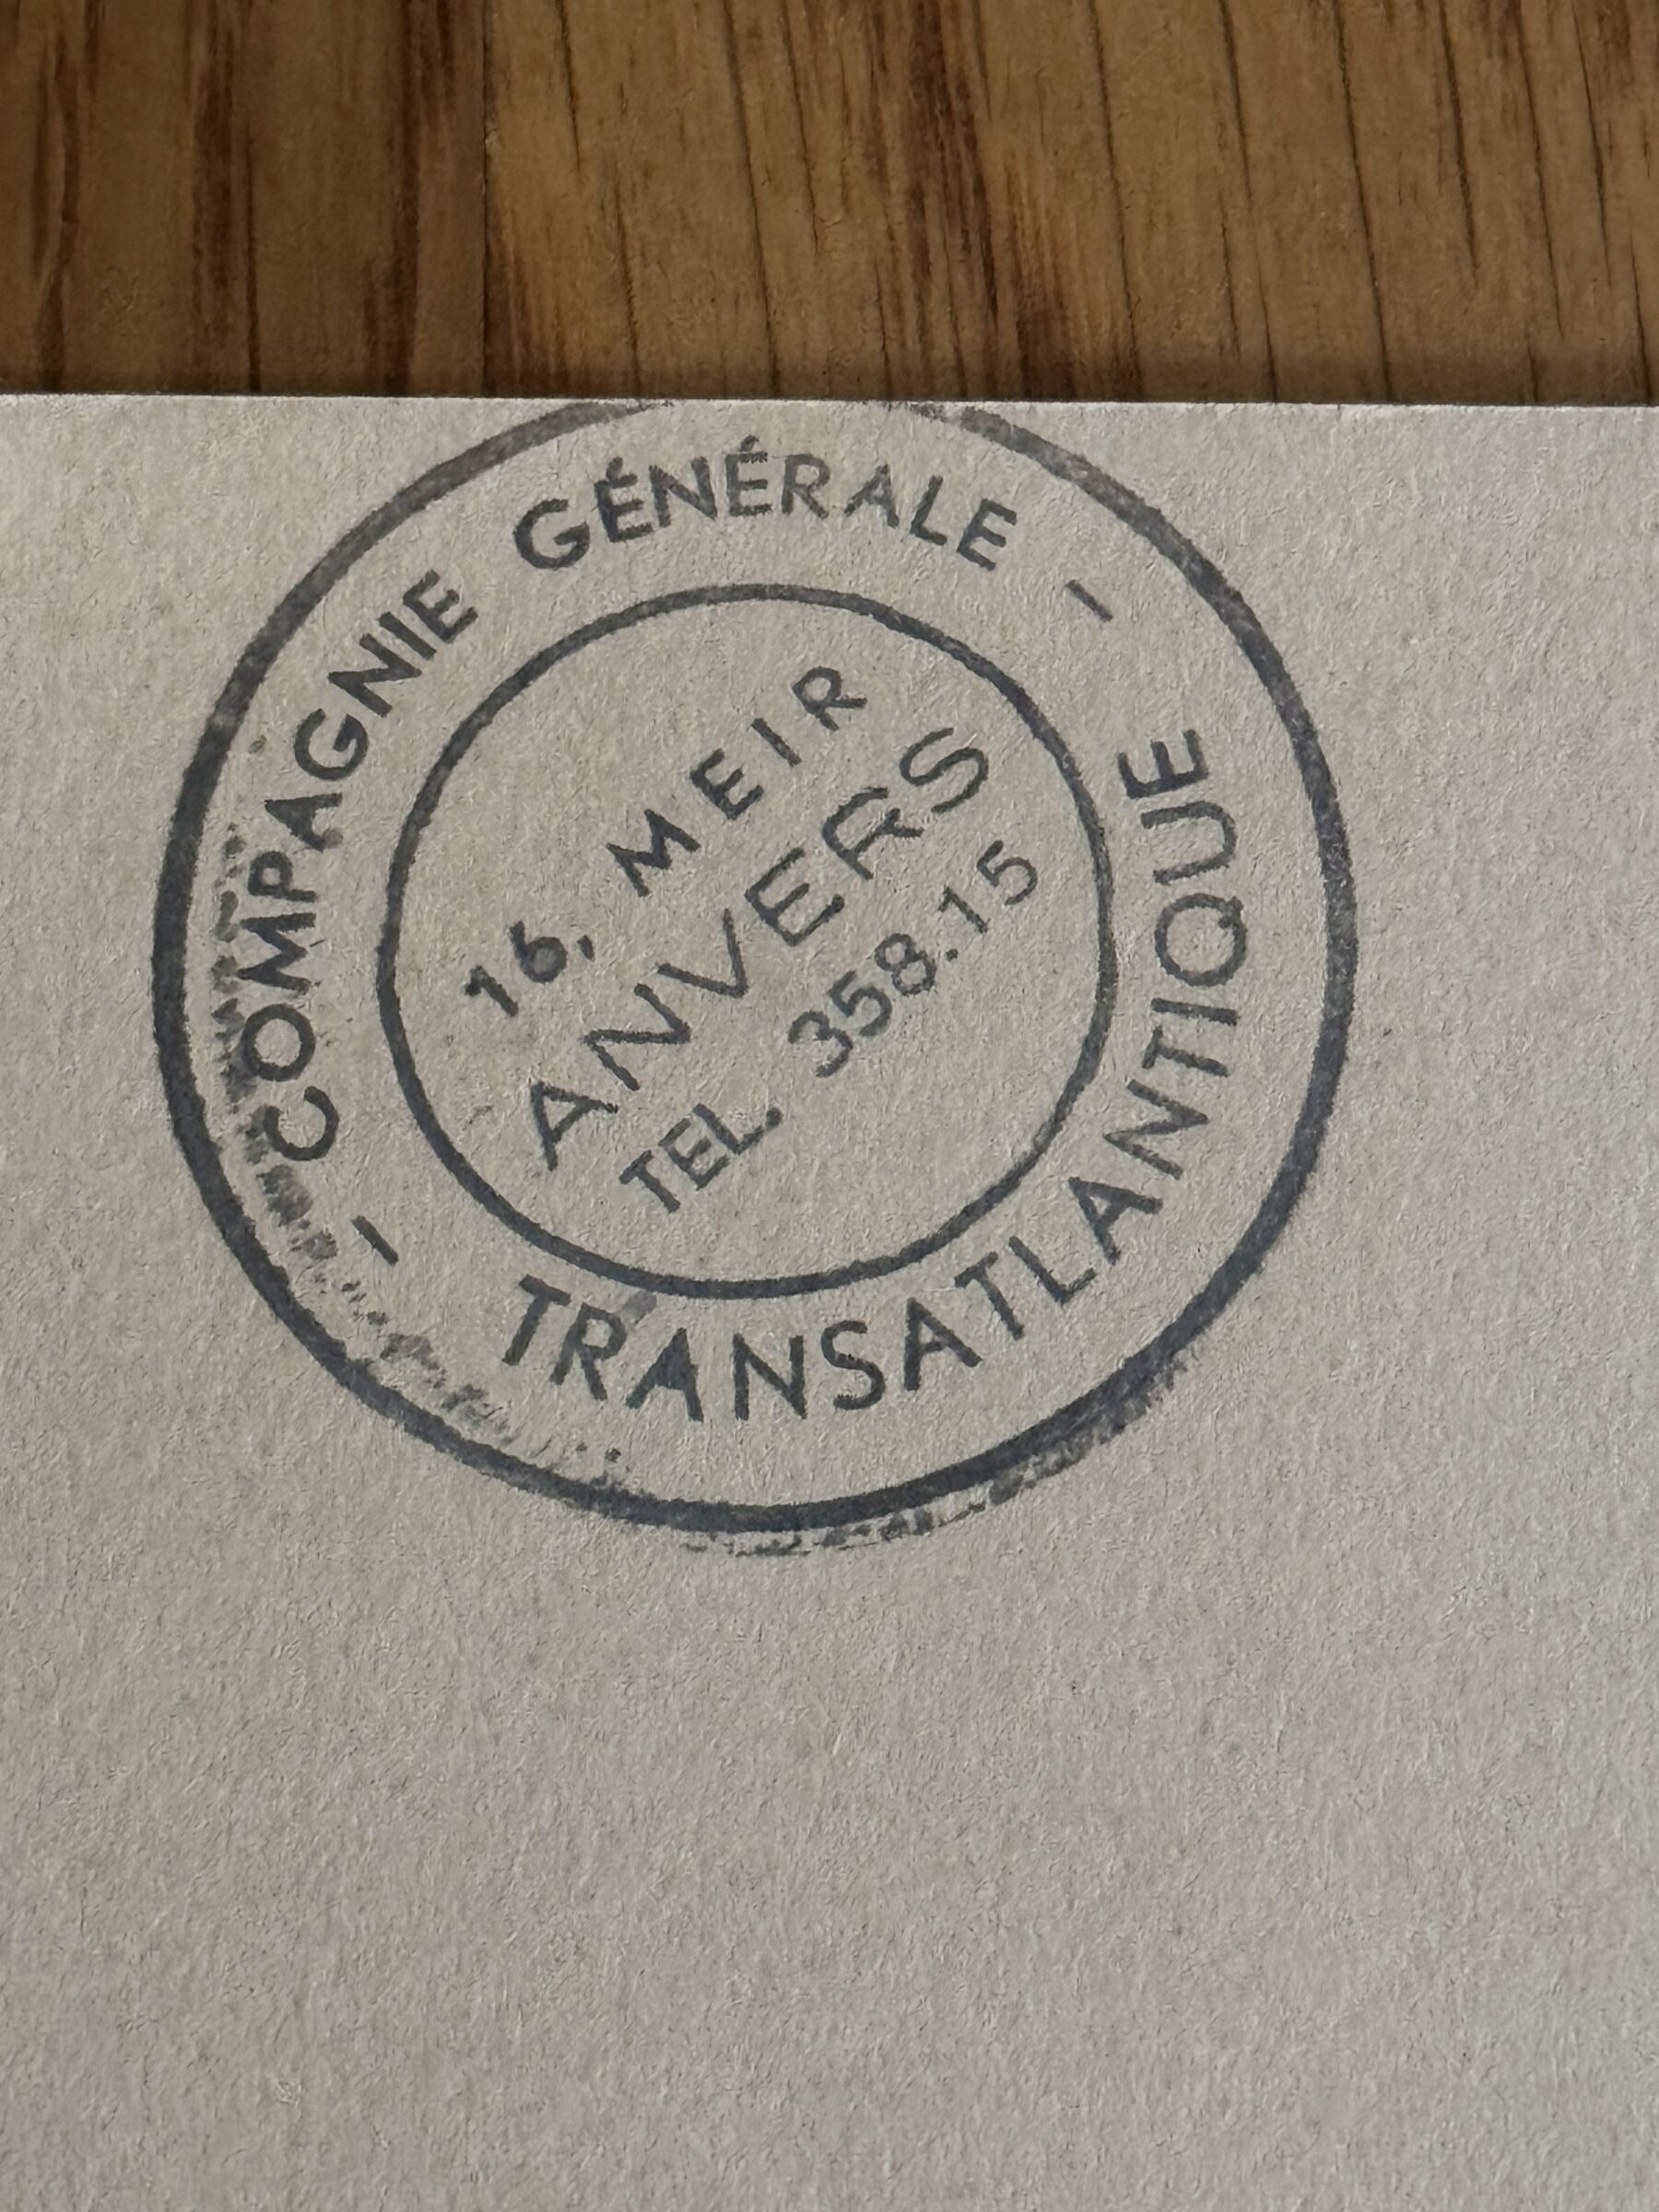 COMPAGNIE GÉNÉRALE -
TRANSATLANTIQUE -
16, MEIR
ANVERS
TEL. 358.15